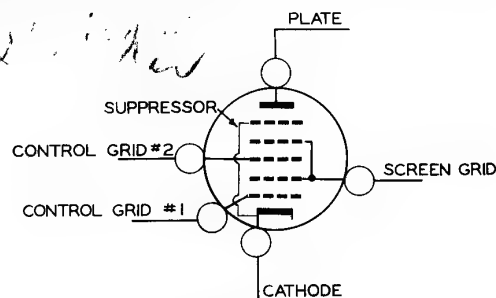 PLATE
SUPPRESSOR
CONTROL GRID #2
SCREEN GRID
CONTROL GRID #1
CATHODE